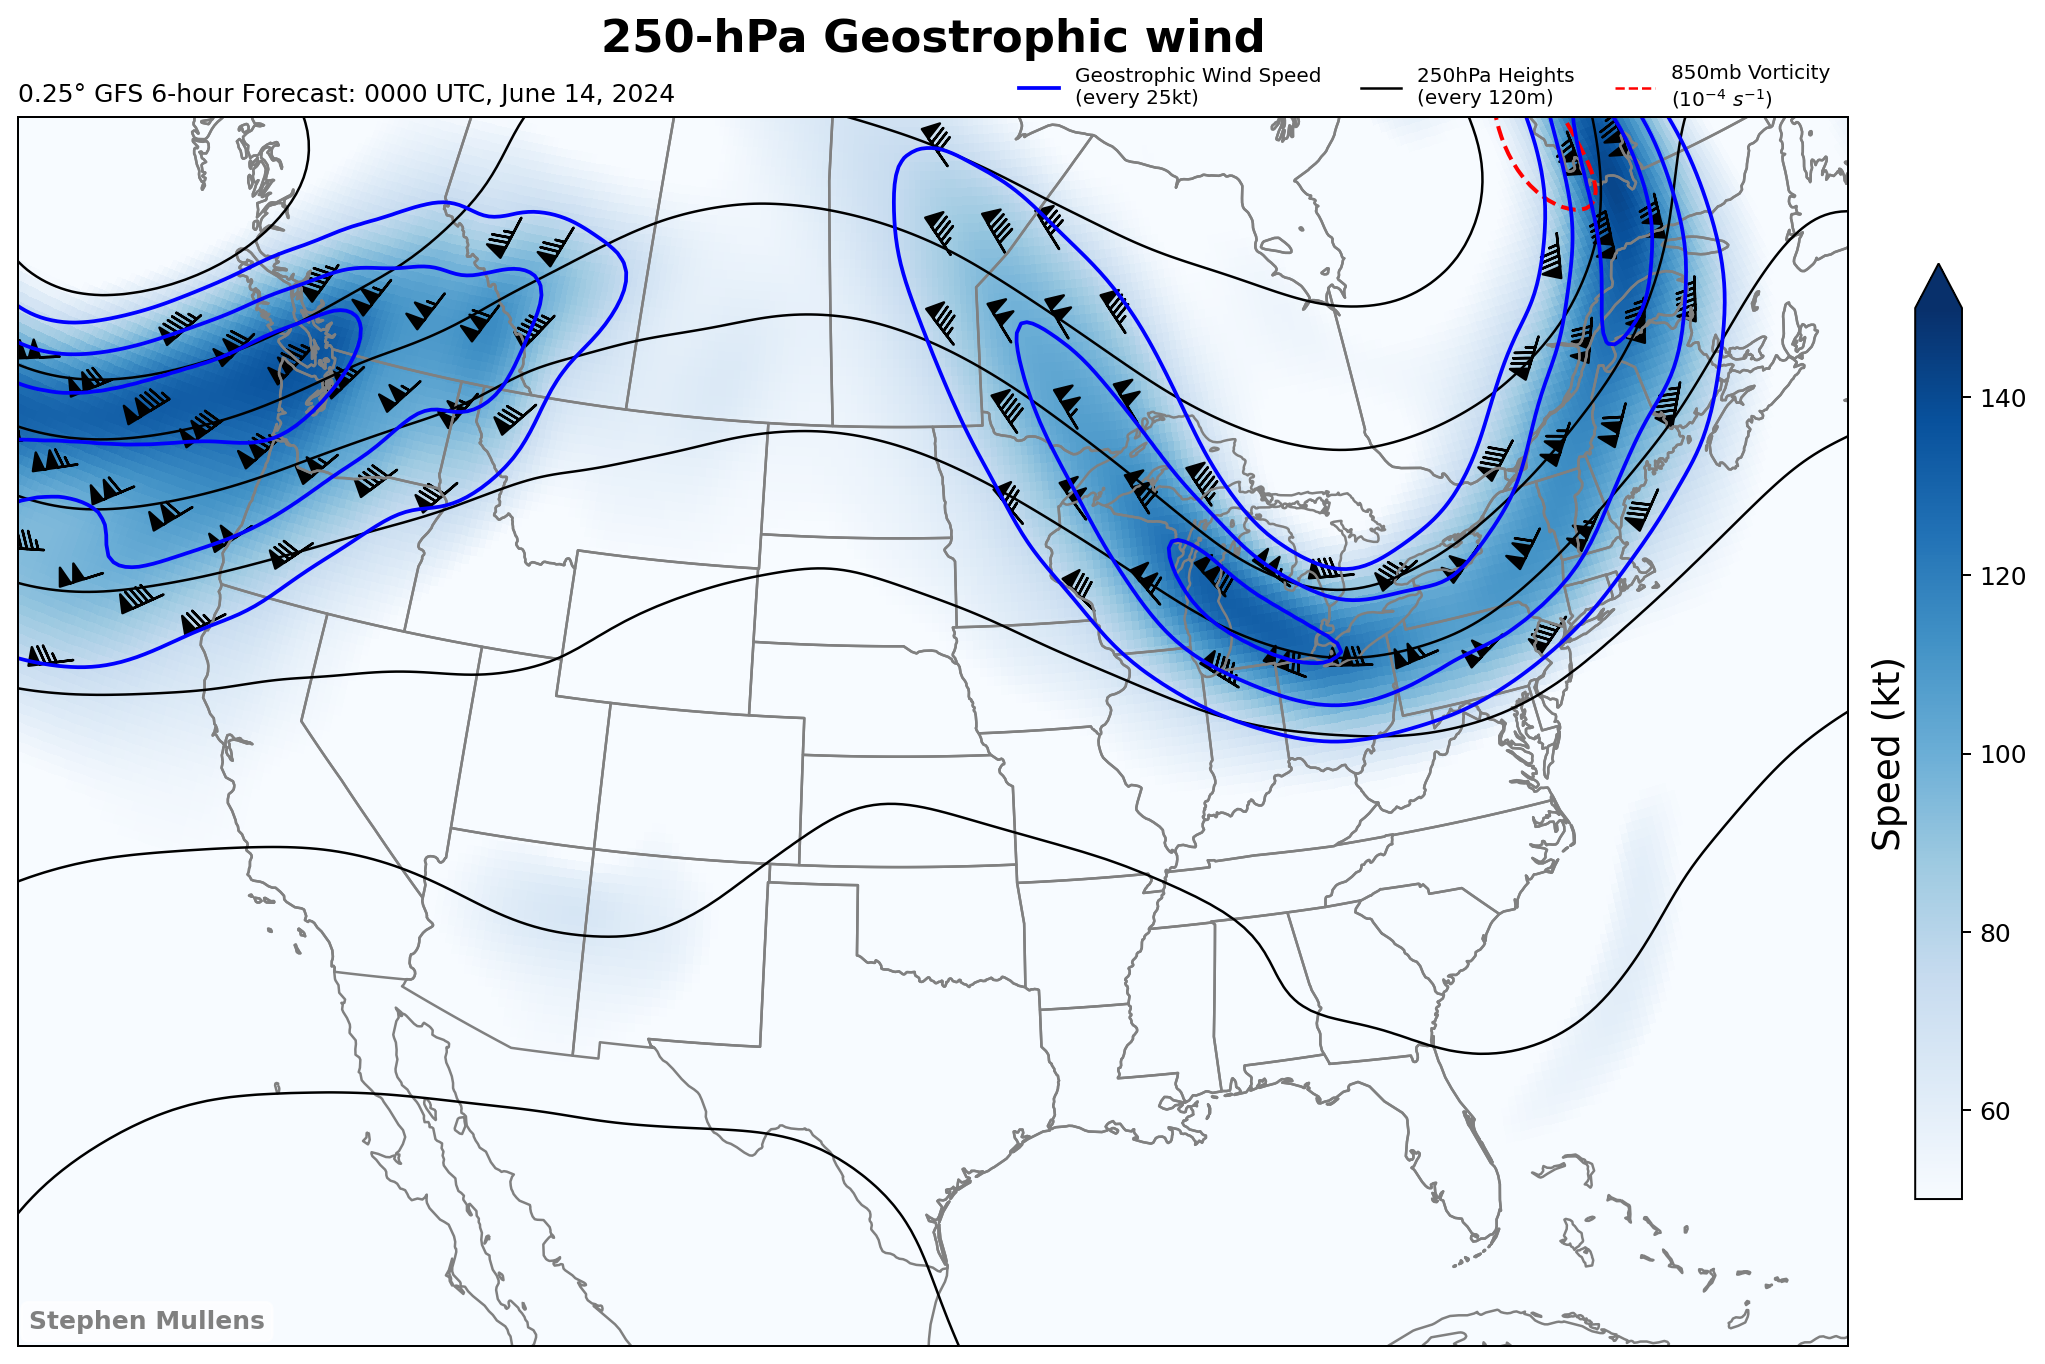 250-hPa Geostrophic wind
0.25° GFS 6-hour Forecast: 0000 UTC, June 14, 2024
Geostrophic Wind Speed
(every 25kt)
250hPa Heights
(every 120m)
850mb Vorticity
(10⁻⁴ s⁻¹)
140
120
100
80
60
Speed (kt)
Stephen Mullens